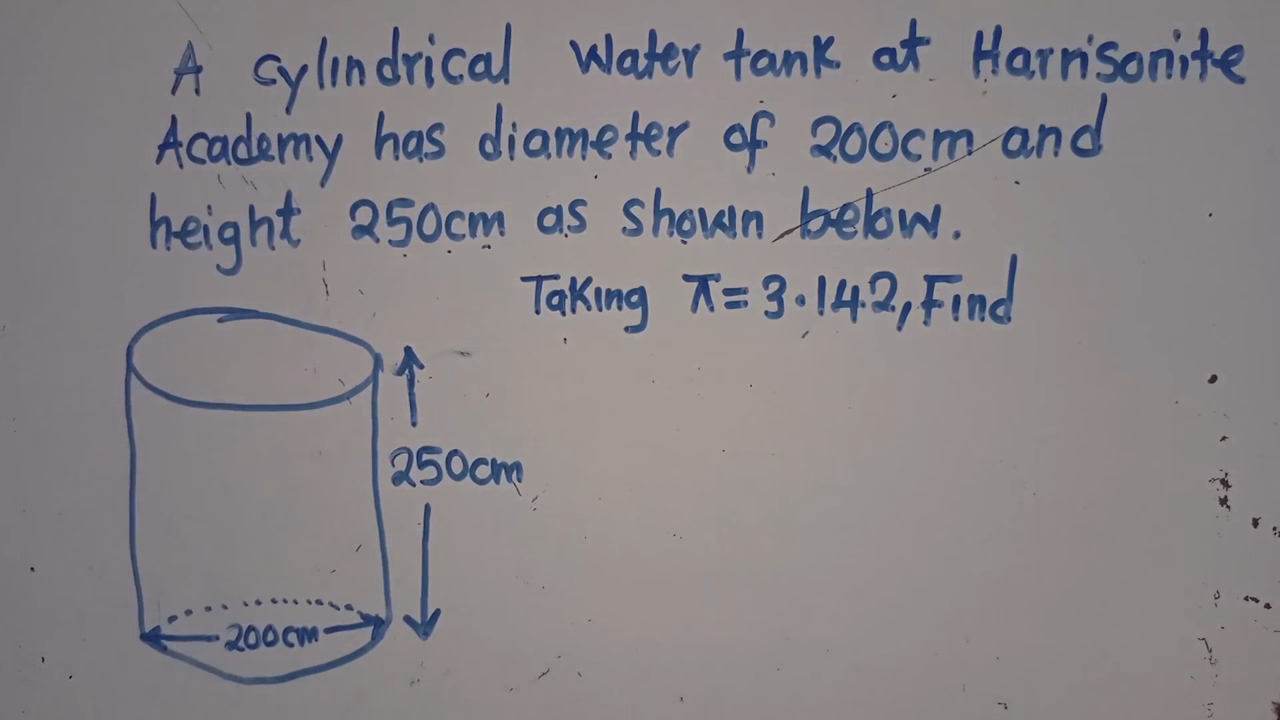 A cylindrical Water tank at Harrisonite
Academy has diameter of 200cm and
height 250cm as shown below.
Taking π=3.142, Find
250cm
200cm